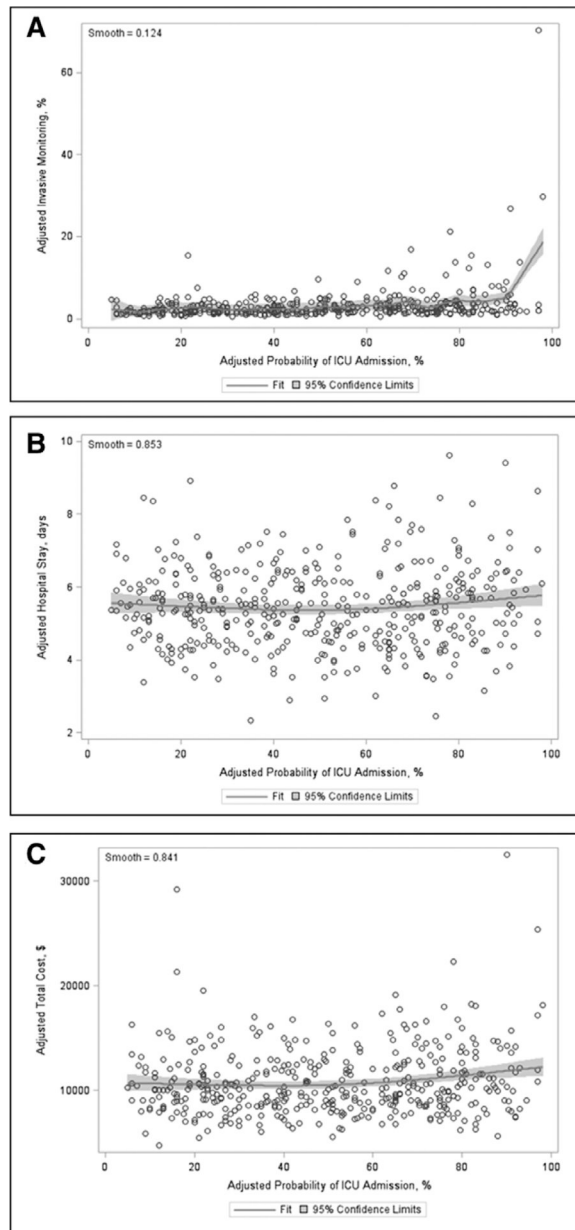 A
Smooth = 0.124
Adjusted Invasive Monitoring, %
60
40
20
0
0 20 40 60 80 100
Adjusted Probability of ICU Admission, %
Fit 95% Confidence Limits
B
Smooth = 0.853
Adjusted Hospital Stay, days
10
8
6
4
2
0 20 40 60 80 100
Adjusted Probability of ICU Admission, %
Fit 95% Confidence Limits
C
Smooth = 0.841
Adjusted Total Cost, $
30000
20000
10000
0 20 40 60 80 100
Adjusted Probability of ICU Admission, %
Fit 95% Confidence Limits